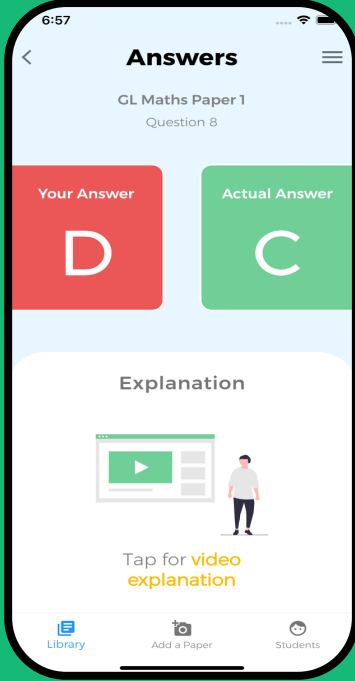 6:57
Answers
GL Maths Paper 1
Question 8
Your Answer
Actual Answer
D
C
Explanation
Tap for video
explanation
Library
Add a Paper
Students